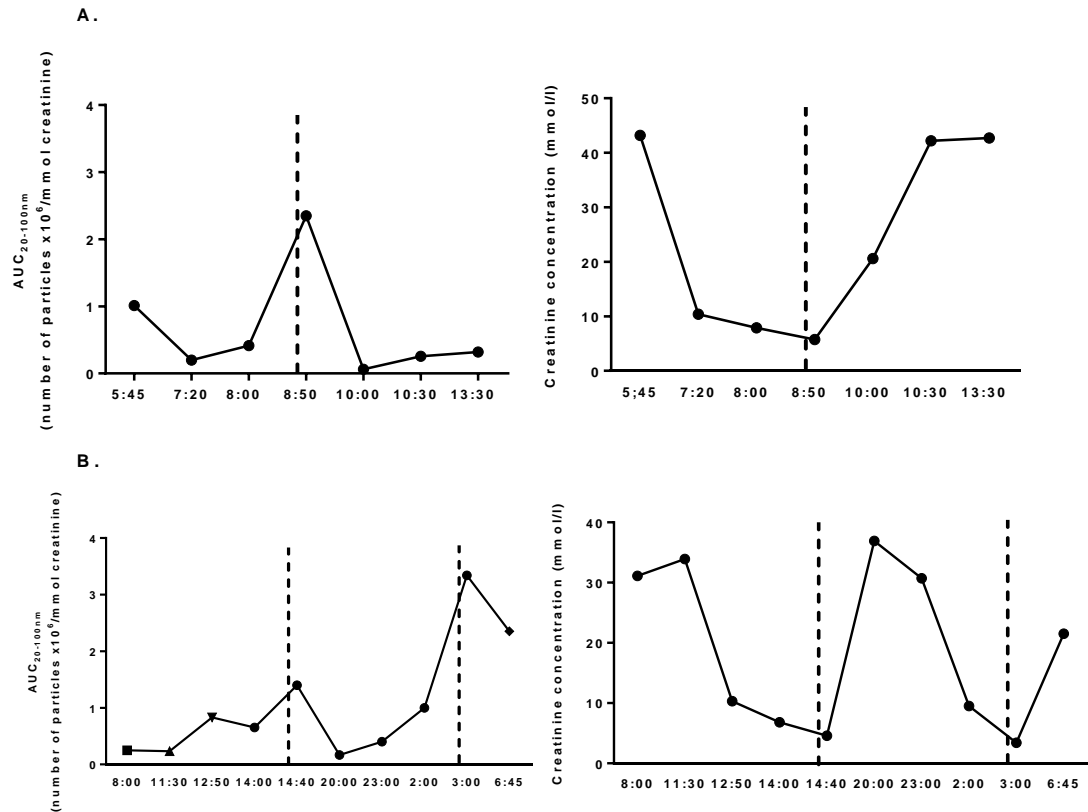 A.
AUC20-100nm
(number of particles x10^6/mmol creatinine)
4
3
2
1
0
5:45 7:20 8:00 8:50 10:00 10:30 13:30
Creatinine concentration (mmol/l)
50
40
30
20
10
0
5;45 7:20 8:00 8:50 10:00 10:30 13:30
B.
AUC20-100nm
(number of particles x10^6/mmol creatinine)
4
3
2
1
0
8:00 11:30 12:50 14:00 14:40 20:00 23:00 2:00 3:00 6:45
Creatinine concentration (mmol/l)
40
30
20
10
0
8:00 11:30 12:50 14:00 14:40 20:00 23:00 2:00 3:00 6:45